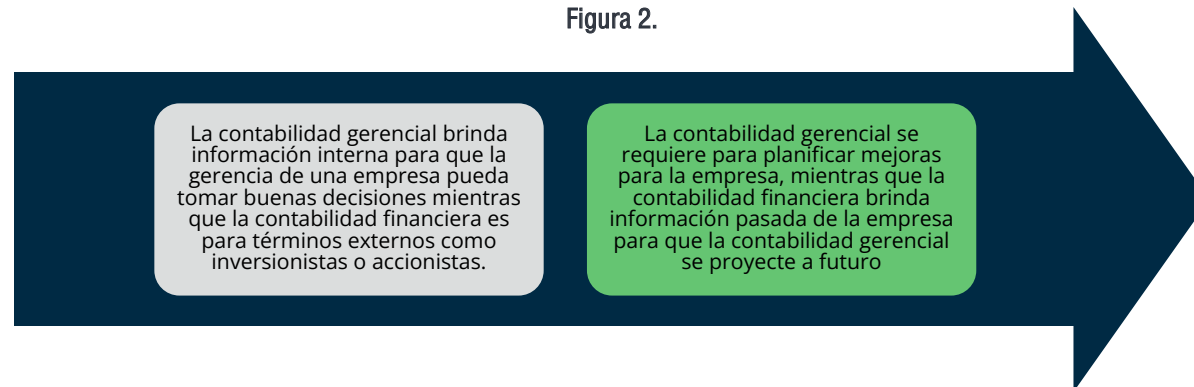 Figura 2.
La contabilidad gerencial brinda
información interna para que la
gerencia de una empresa pueda
tomar buenas decisiones mientras
que la contabilidad financiera es
para términos externos como
inversionistas o accionistas.
La contabilidad gerencial se
requiere para planificar mejoras
para la empresa, mientras que la
contabilidad financiera brinda
información pasada de la empresa
para que la contabilidad gerencial
se proyecte a futuro